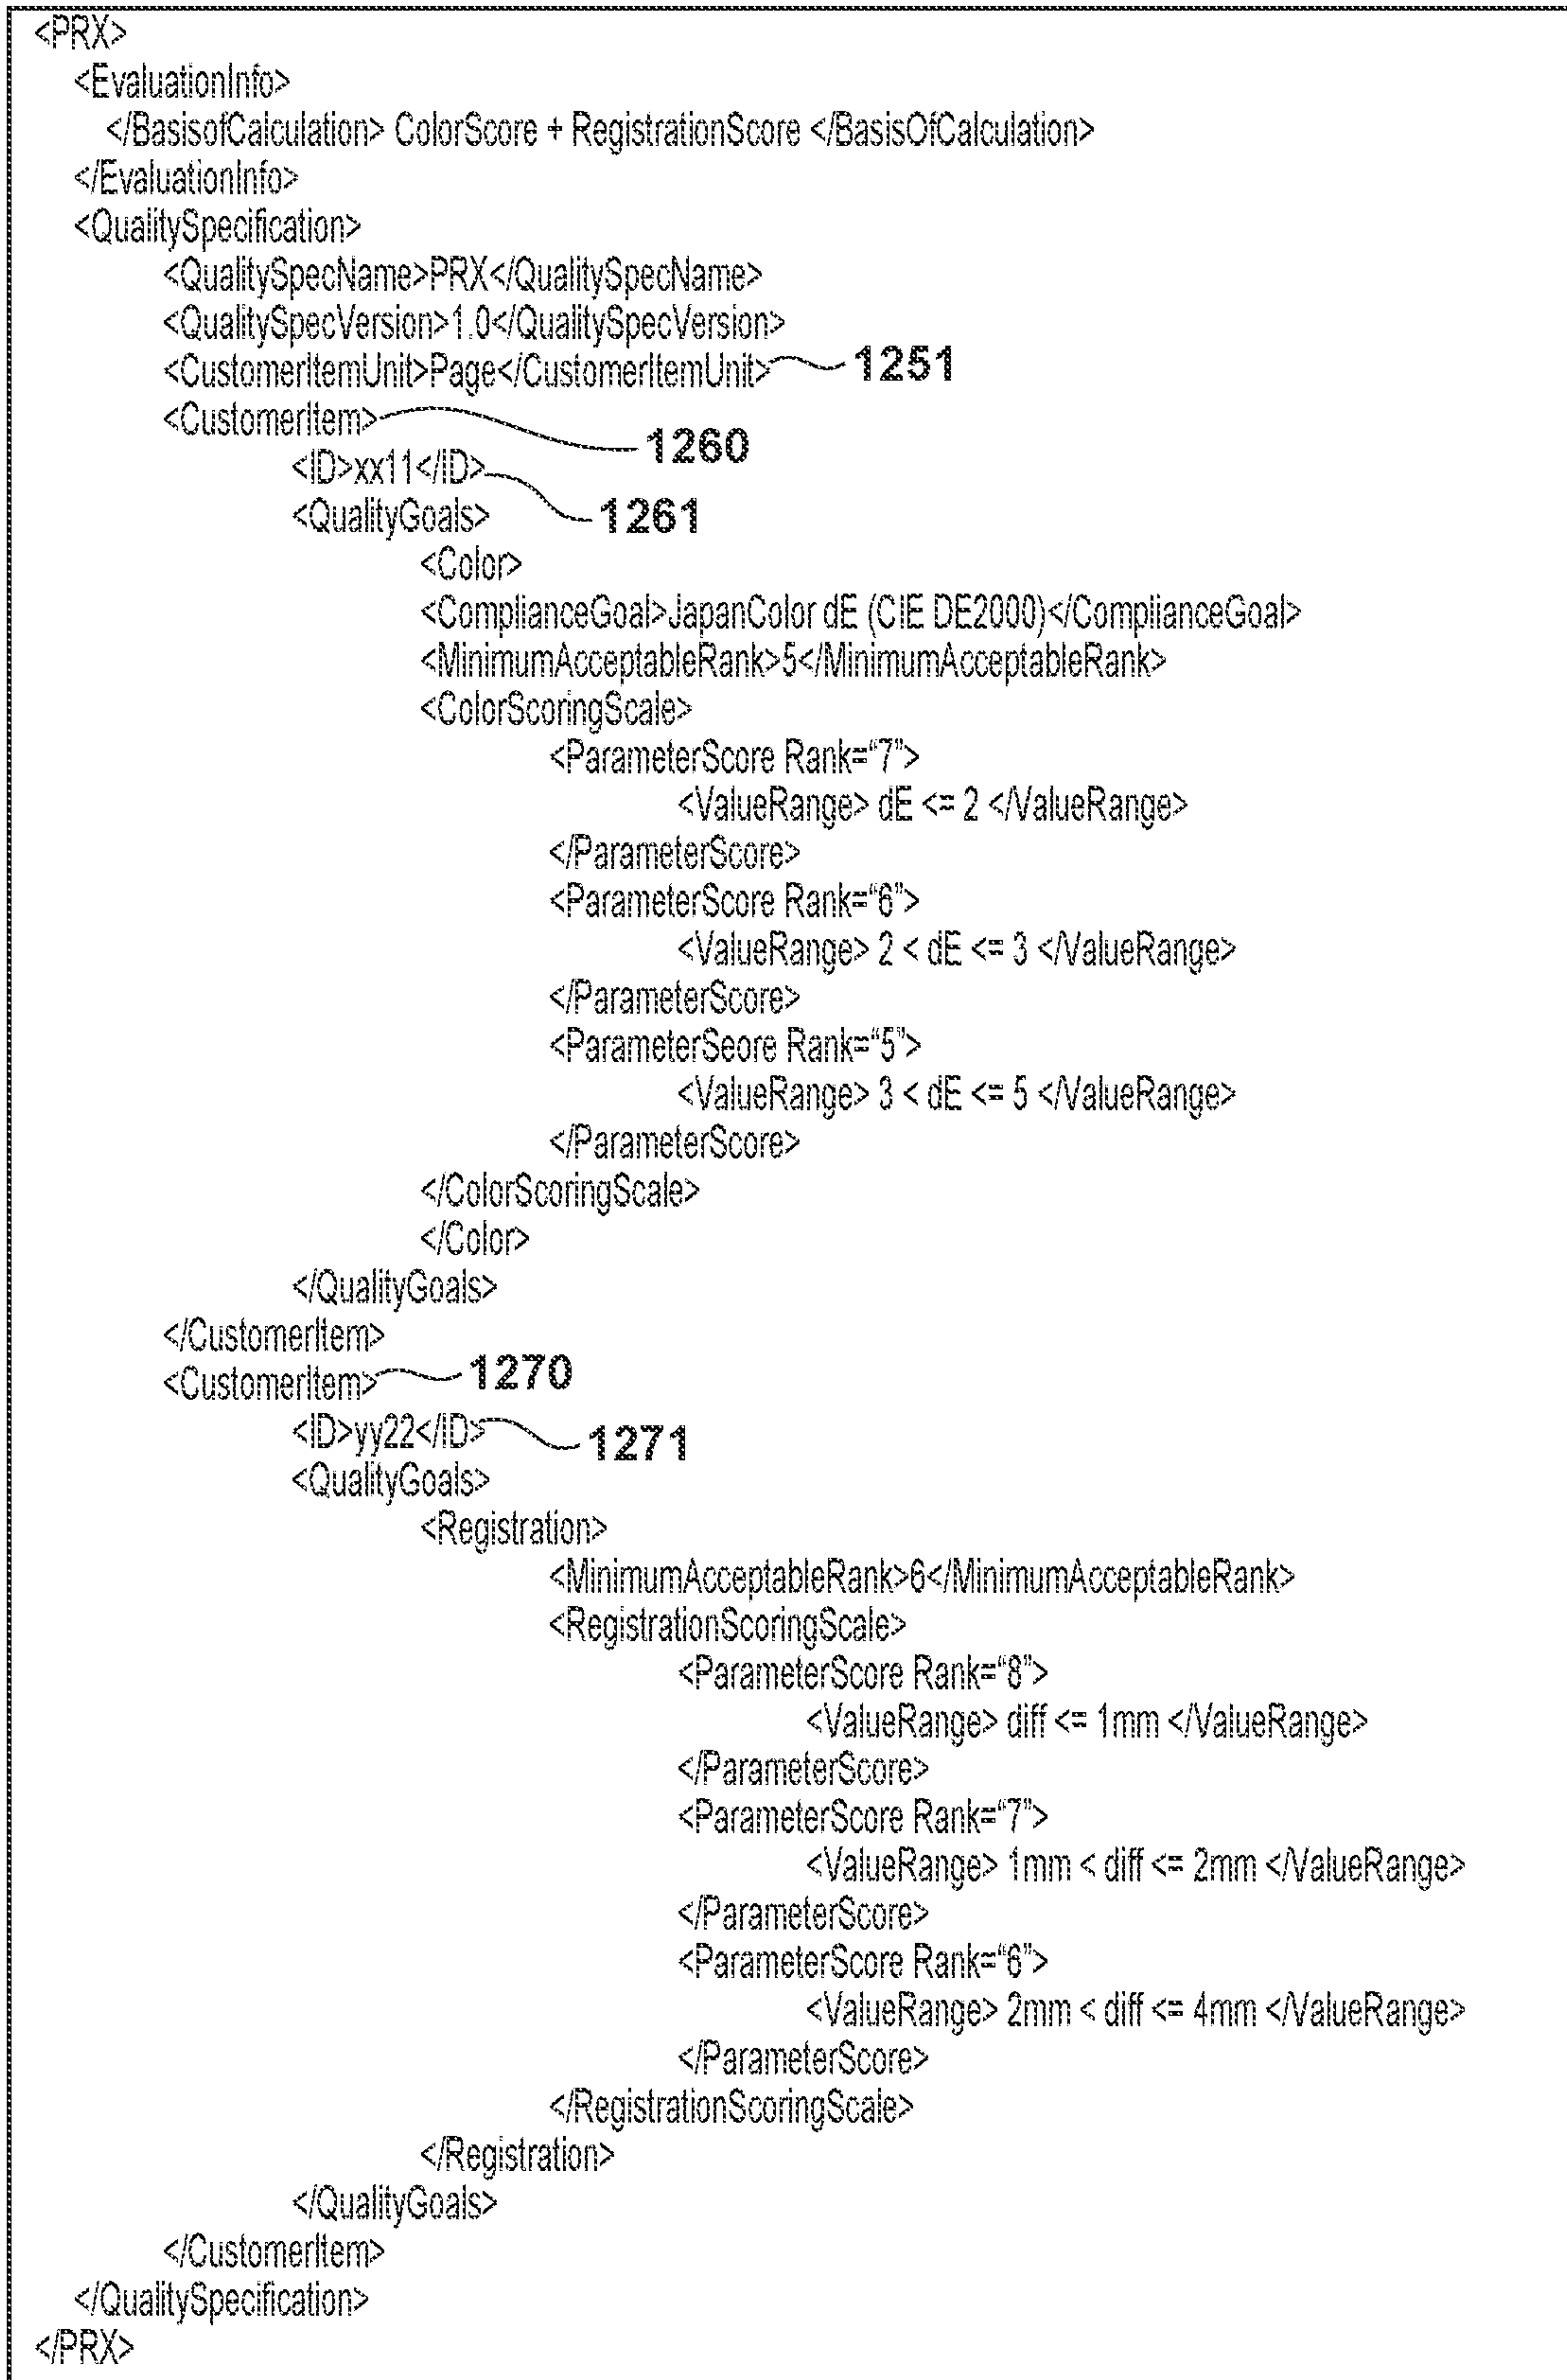 <PRX>
<EvaluationInfo>
</BasisofCalculation> ColorScore + RegistrationScore </BasisOfCalculation>
</EvaluationInfo>
<QualitySpecification>
<QualitySpecName>PRX</QualitySpecName>
<QualitySpecVersion>1.0</QualitySpecVersion>
<CustomerItemUnit>Page</CustomerItemUnit> 1251
<CustomerItem> 1260
<ID>xx11</ID> 1261
<QualityGoals>
<Color>
<ComplianceGoal>JapanColor dE (CIE DE2000)</ComplianceGoal>
<MinimumAcceptableRank>5</MinimumAcceptableRank>
<ColorScoringScale>
<ParameterScore Rank="7">
<ValueRange> dE <= 2 </ValueRange>
</ParameterScore>
<ParameterScore Rank="6">
<ValueRange> 2 < dE <= 3 </ValueRange>
</ParameterScore>
<ParameterSeore Rank="5">
<ValueRange> 3 < dE <= 5 </ValueRange>
</ParameterScore>
</ColorScoringScale>
</Color>
</QualityGoals>
</CustomerItem>
<CustomerItem> 1270
<ID>yy22</ID> 1271
<QualityGoals>
<Registration>
<MinimumAcceptableRank>6</MinimumAcceptableRank>
<RegistrationScoringScale>
<ParameterScore Rank="8">
<ValueRange> diff <= 1mm </ValueRange>
</ParameterScore>
<ParameterScore Rank="7">
<ValueRange> 1mm < diff <= 2mm </ValueRange>
</ParameterScore>
<ParameterScore Rank="6">
<ValueRange> 2mm < diff <= 4mm </ValueRange>
</ParameterScore>
</RegistrationScoringScale>
</Registration>
</QualityGoals>
</CustomerItem>
</QualitySpecification>
</PRX>